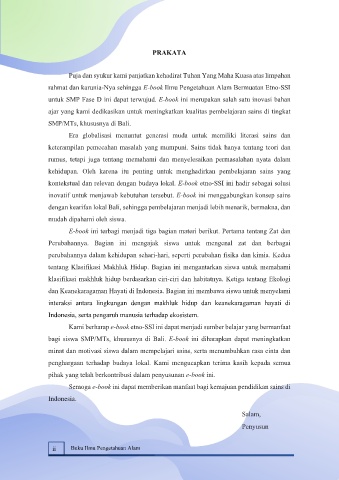 PRAKATA
Puja dan syukur kami panjatkan kehadirat Tuhan Yang Maha Kuasa atas limpahan
rahmat dan karunia-Nya sehingga E-book Ilmu Pengetahuan Alam Bermuatan Etno-SSI
untuk SMP Fase D ini dapat terwujud. E-book ini merupakan salah satu inovasi bahan
ajar yang kami dedikasikan untuk meningkatkan kualitas pembelajaran sains di tingkat
SMP/MTs, khususnya di Bali.
Era globalisasi menuntut generasi muda untuk memiliki literasi sains dan
keterampilan pemecahan masalah yang mumpuni. Sains tidak hanya tentang teori dan
rumus, tetapi juga tentang memahami dan menyelesaikan permasalahan nyata dalam
kehidupan. Oleh karena itu penting untuk menghadirkan pembelajaran sains yang
kontekstual dan relevan dengan budaya lokal. E-book etno-SSI ini hadir sebagai solusi
inovatif untuk menjawab kebutuhan tersebut. E-book ini menggabungkan konsep sains
dengan kearifan lokal Bali, sehingga pembelajaran menjadi lebih menarik, bermakna, dan
mudah dipahami oleh siswa.
E-book ini terbagi menjadi tiga bagian materi berikut. Pertama tentang Zat dan
Perubahannya. Bagian ini mengajak siswa untuk mengenal zat dan berbagai
perubahannya dalam kehidupan sehari-hari, seperti perubahan fisika dan kimia. Kedua
tentang Klasifikasi Makhluk Hidup. Bagian ini mengantarkan siswa untuk memahami
klasifikasi makhluk hidup berdasarkan ciri-ciri dan habitatnya. Ketiga tentang Ekologi
dan Keanekaragaman Hayati di Indonesia. Bagian ini membawa siswa untuk menyelami
interaksi antara lingkungan dengan makhluk hidup dan keanekaragaman hayati di
Indonesia, serta pengaruh manusia terhadap ekosistem.
Kami berharap e-book etno-SSI ini dapat menjadi sumber belajar yang bermanfaat
bagi siswa SMP/MTs, khususnya di Bali. E-book ini diharapkan dapat meningkatkan
minat dan motivasi siswa dalam mempelajari sains, serta menumbuhkan rasa cinta dan
penghargaan terhadap budaya lokal. Kami mengucapkan terima kasih kepada semua
pihak yang telah berkontribusi dalam penyusunan e-book ini.
Semoga e-book ini dapat memberikan manfaat bagi kemajuan pendidikan sains di
Indonesia.
Salam,
Penyusun
ii Buku Ilmu Pengetahuan Alam